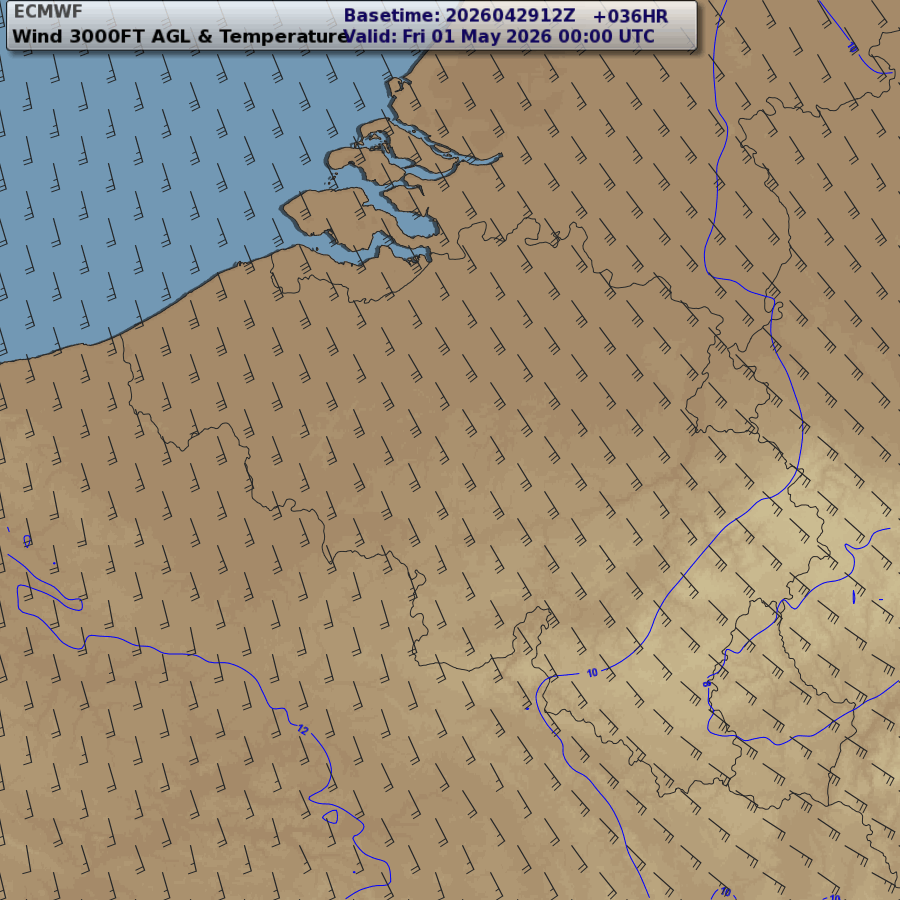 ECMWF
Basetime: 2026042912Z +036HR
Wind 3000FT AGL & Temperature
Valid: Fri 01 May 2026 00:00 UTC
10
10
12
10